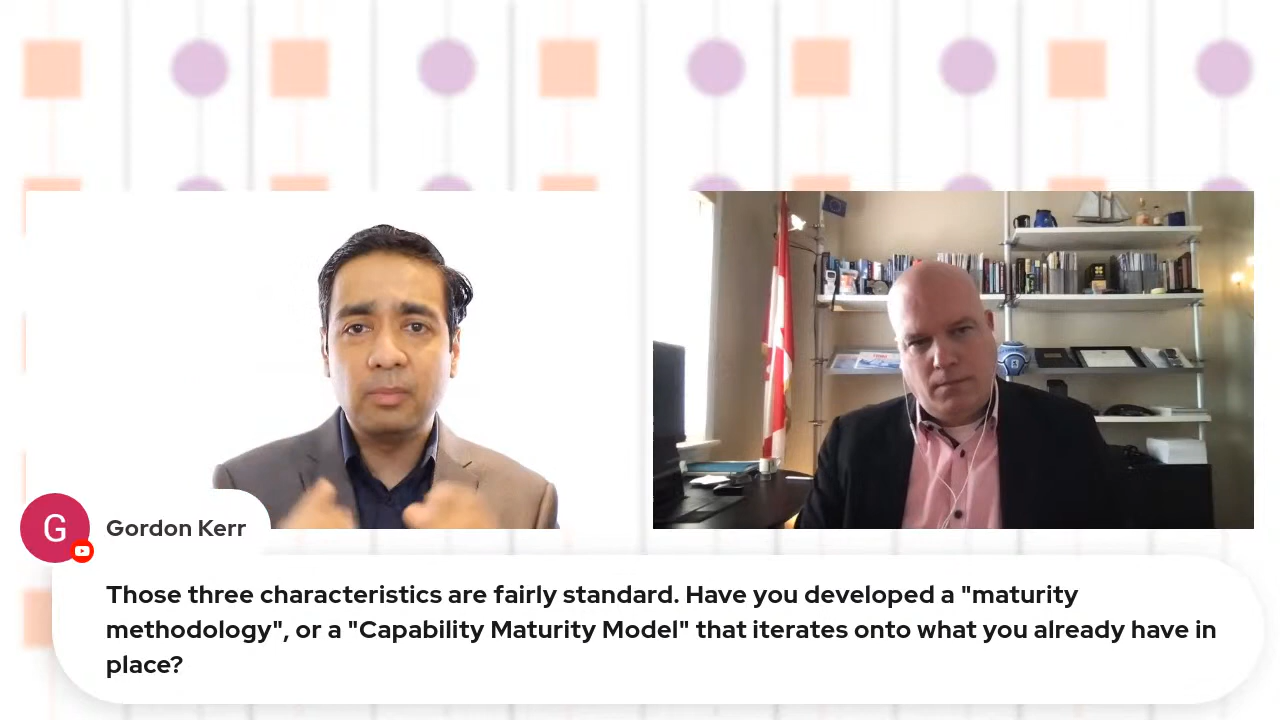 G
Gordon Kerr
Those three characteristics are fairly standard. Have you developed a "maturity
methodology", or a "Capability Maturity Model" that iterates onto what you already have in
place?